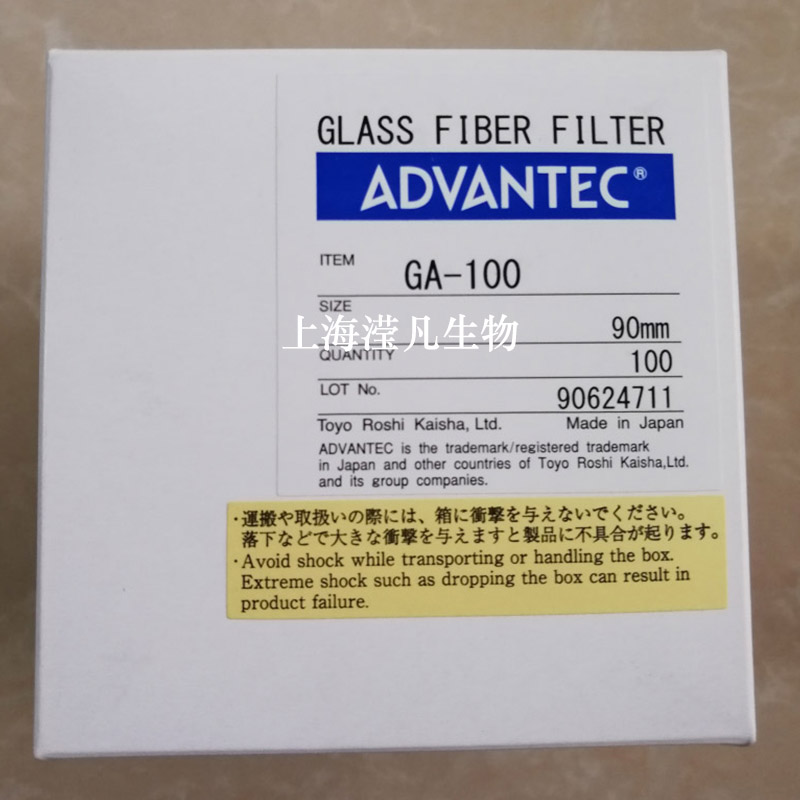 GLASS FIBER FILTER
ADVANTEC®
ITEM GA-100
SIZE 90mm
上海滢凡生物
QUANTITY 100
LOT No. 90624711
Toyo Roshi Kaisha, Ltd. Made in Japan
ADVANTEC is the trademark/registered trademark
in Japan and other countries of Toyo Roshi Kaisha,Ltd.
and its group companies.
・運搬や取扱いの際には、箱に衝撃を与えないでください。
落下などで大きな衝撃を与えますと製品に不具合が起ります。
・Avoid shock while transporting or handling the box.
Extreme shock such as dropping the box can result in
product failure.